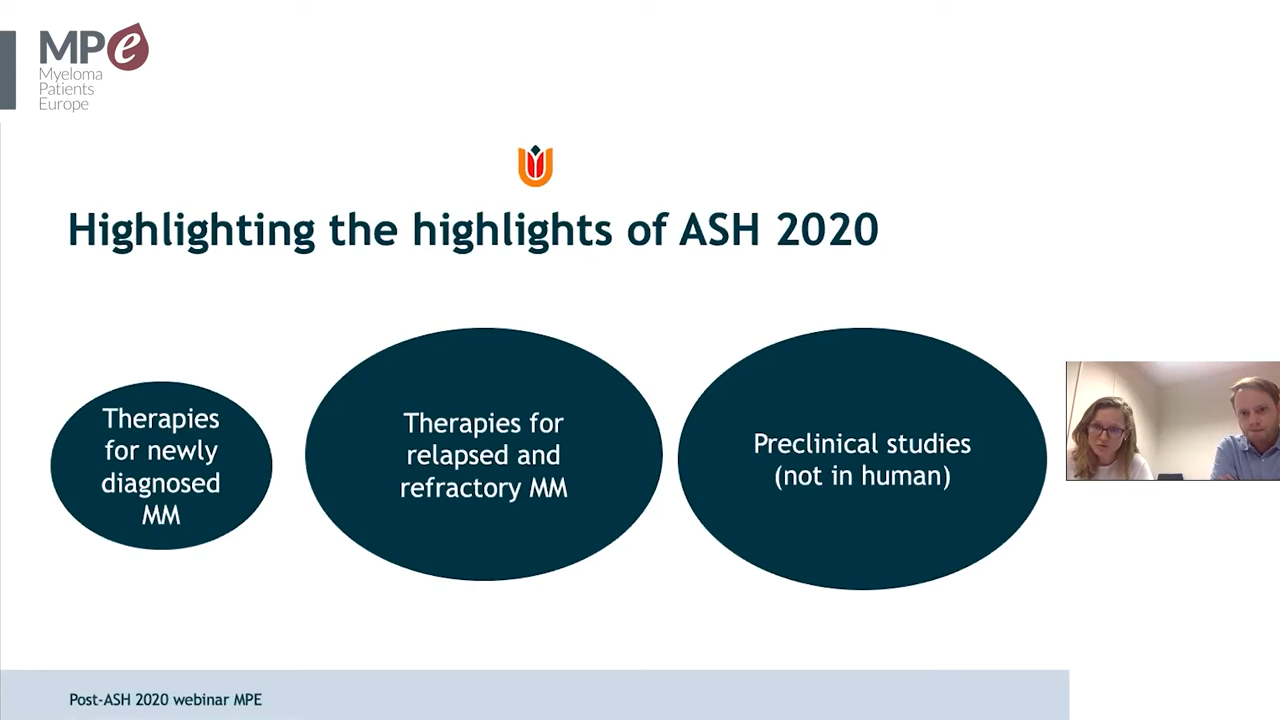 MPe
Myeloma
Patients
Europe
Highlighting the highlights of ASH 2020
Therapies
for newly
diagnosed
MM
Therapies for
relapsed and
refractory MM
Preclinical studies
(not in human)
Post-ASH 2020 webinar MPE